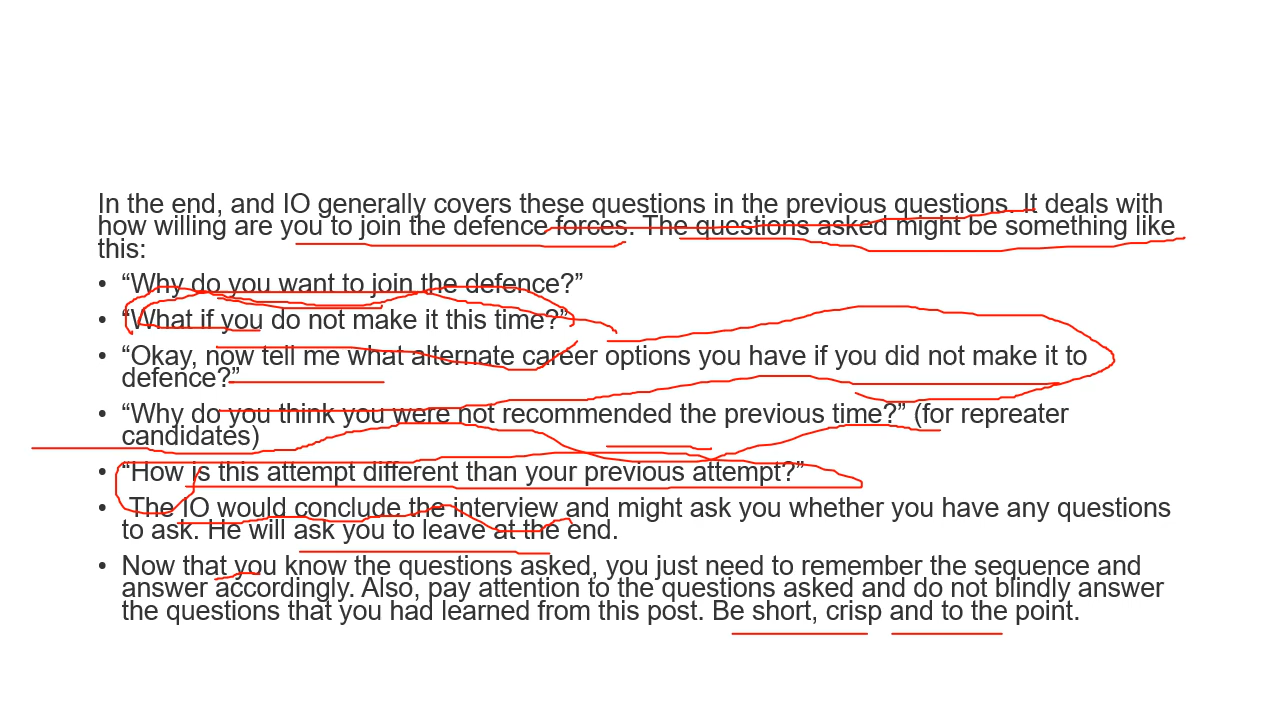 In the end, and IO generally covers these questions in the previous questions. It deals with
how willing are you to join the defence forces. The questions asked might be something like
this:
• “Why do you want to join the defence?”
• “What if you do not make it this time?”
• “Okay, now tell me what alternate career options you have if you did not make it to
defence?”
• “Why do you think you were not recommended the previous time?” (for repreater
candidates)
• “How is this attempt different than your previous attempt?”
• The IO would conclude the interview and might ask you whether you have any questions
to ask. He will ask you to leave at the end.
• Now that you know the questions asked, you just need to remember the sequence and
answer accordingly. Also, pay attention to the questions asked and do not blindly answer
the questions that you had learned from this post. Be short, crisp and to the point.